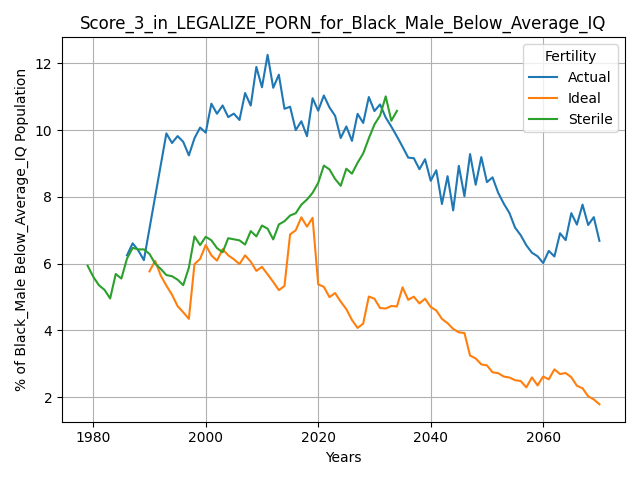 Score_3_in_LEGALIZE_PORN_for_Black_Male_Below_Average_IQ
% of Black_Male Below_Average_IQ Population
12
10
8
6
4
2
Fertility
Actual
Ideal
Sterile
1980
2000
2020
2040
2060
Years